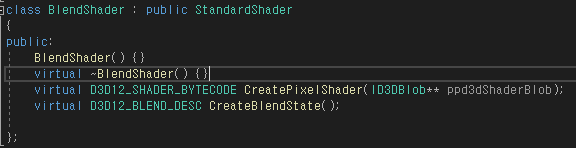 class BlendShader : public StandardShader
{
public:
BlendShader() {}
virtual ~BlendShader() {}
virtual D3D12_SHADER_BYTECODE CreatePixelShader(ID3DBlob** ppd3dShaderBlob);
virtual D3D12_BLEND_DESC CreateBlendState();
};